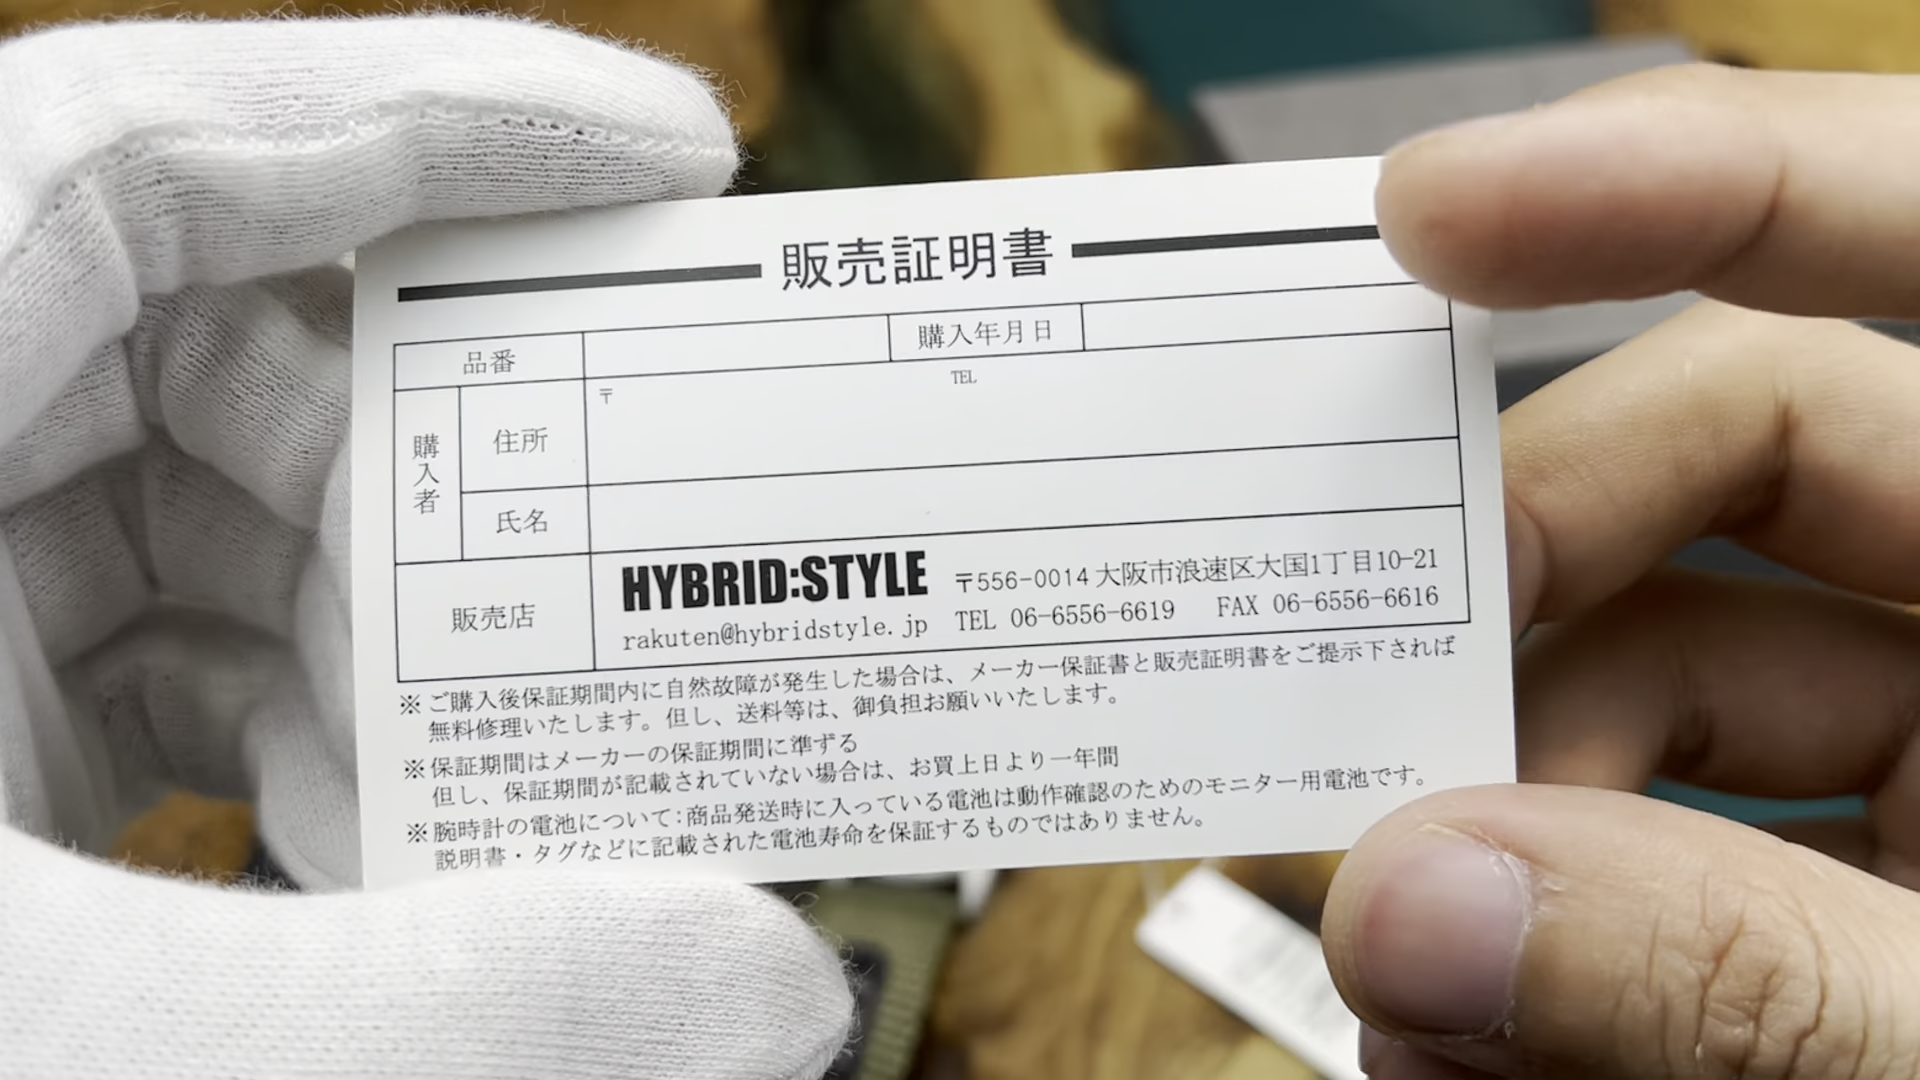 販売証明書
品番
購入年月日
購入者
住所
〒
TEL
氏名
販売店
HYBRID:STYLE
rakuten@hybridstyle.jp
〒556-0014 大阪市浪速区大国1丁目10-21
TEL 06-6556-6619 FAX 06-6556-6616
※ご購入後保証期間内に自然故障が発生した場合は、メーカー保証書と販売証明書をご提示下されば
無料修理いたします。但し、送料等は、御負担お願いいたします。
※保証期間はメーカーの保証期間に準ずる
但し、保証期間が記載されていない場合は、お買上日より一年間
※腕時計の電池について:商品発送時に入っている電池は動作確認のためのモニター用電池です。
説明書・タグなどに記載された電池寿命を保証するものではありません。